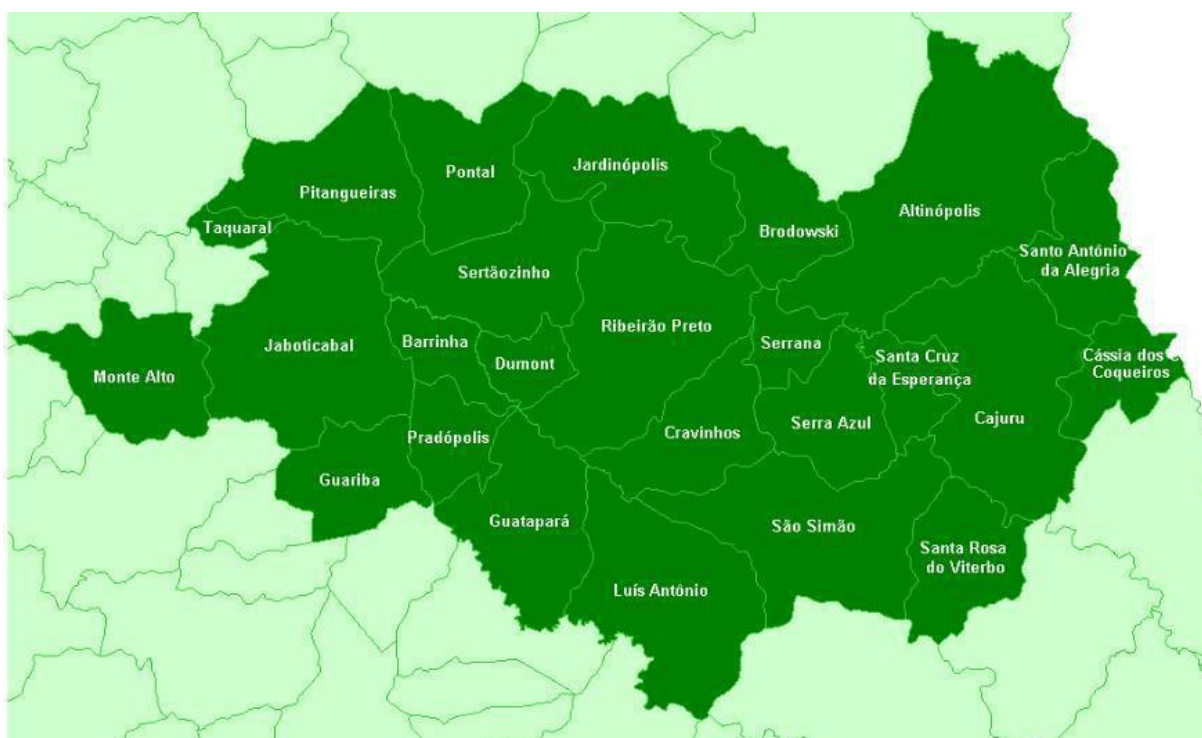 Pontal
Jardinópolis
Pitangueiras
Altinópolis
Taquaral
Brodowski
Santo Antônio
da Alegria
Sertãozinho
Ribeirão Preto
Jaboticabal
Barrinha
Serrana
Dumont
Santa Cruz
da Esperança
Cássia dos
Coqueiros
Monte Alto
Cajuru
Serra Azul
Cravinhos
Pradópolis
Guariba
Guatapará
São Simão
Santa Rosa
do Viterbo
Luís Antônio